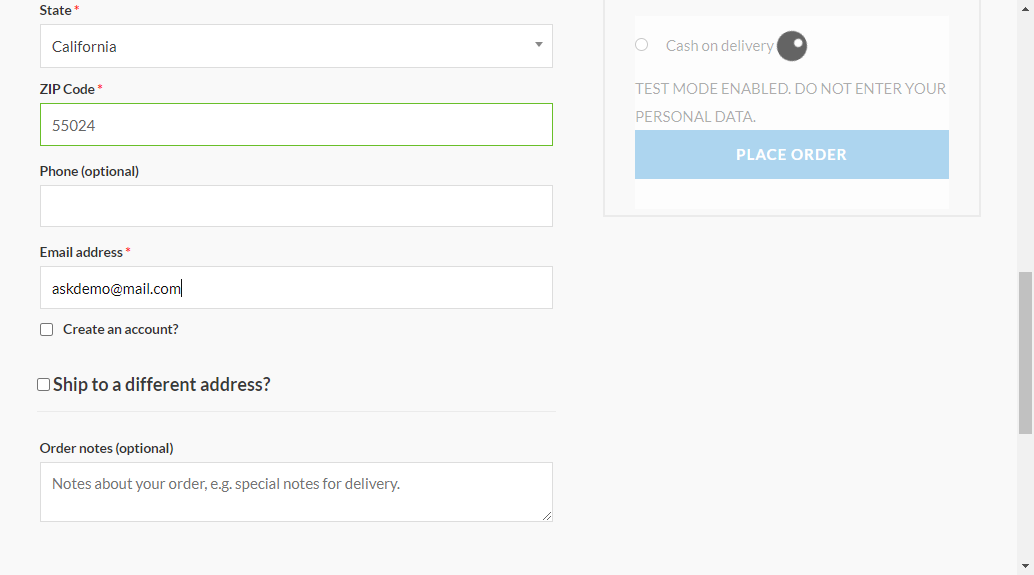 State *
California
ZIP Code *
55024
Phone (optional)
Email address *
askdemo@mail.com
Create an account?
Ship to a different address?
Order notes (optional)
Notes about your order, e.g. special notes for delivery.
Cash on delivery
TEST MODE ENABLED. DO NOT ENTER YOUR
PERSONAL DATA.
PLACE ORDER